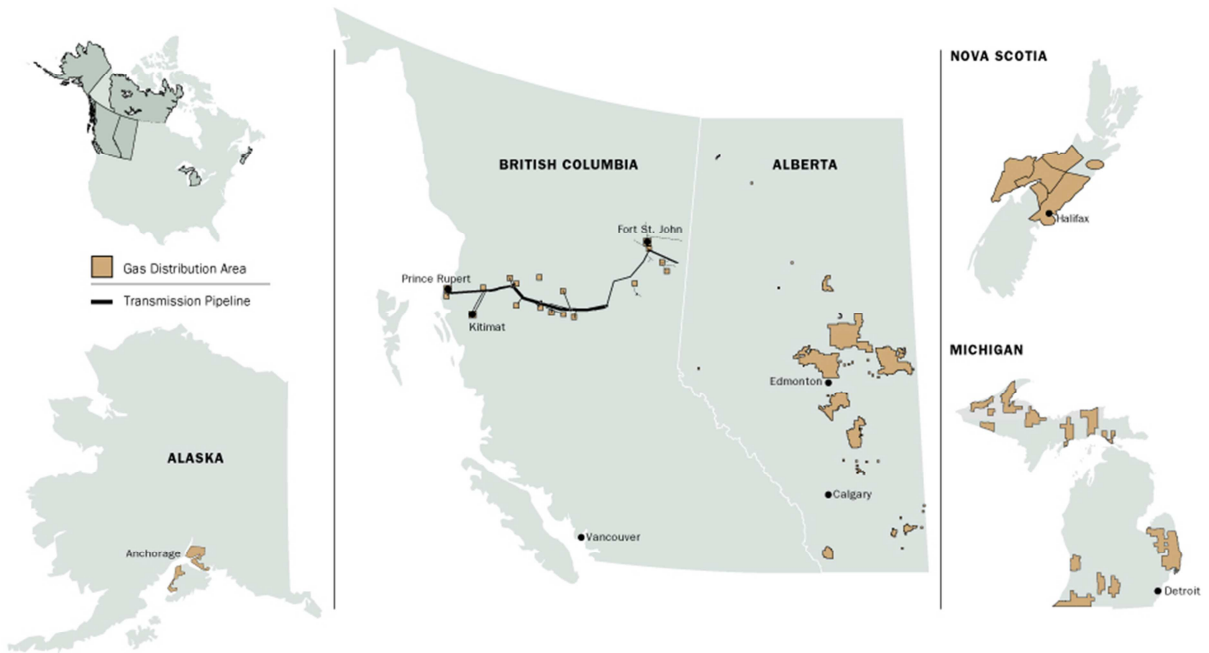 Gas Distribution Area
Transmission Pipeline
ALASKA
Anchorage
BRITISH COLUMBIA
ALBERTA
Fort St. John
Prince Rupert
Kitimat
Edmonton
Calgary
Vancouver
NOVA SCOTIA
Halifax
MICHIGAN
Detroit